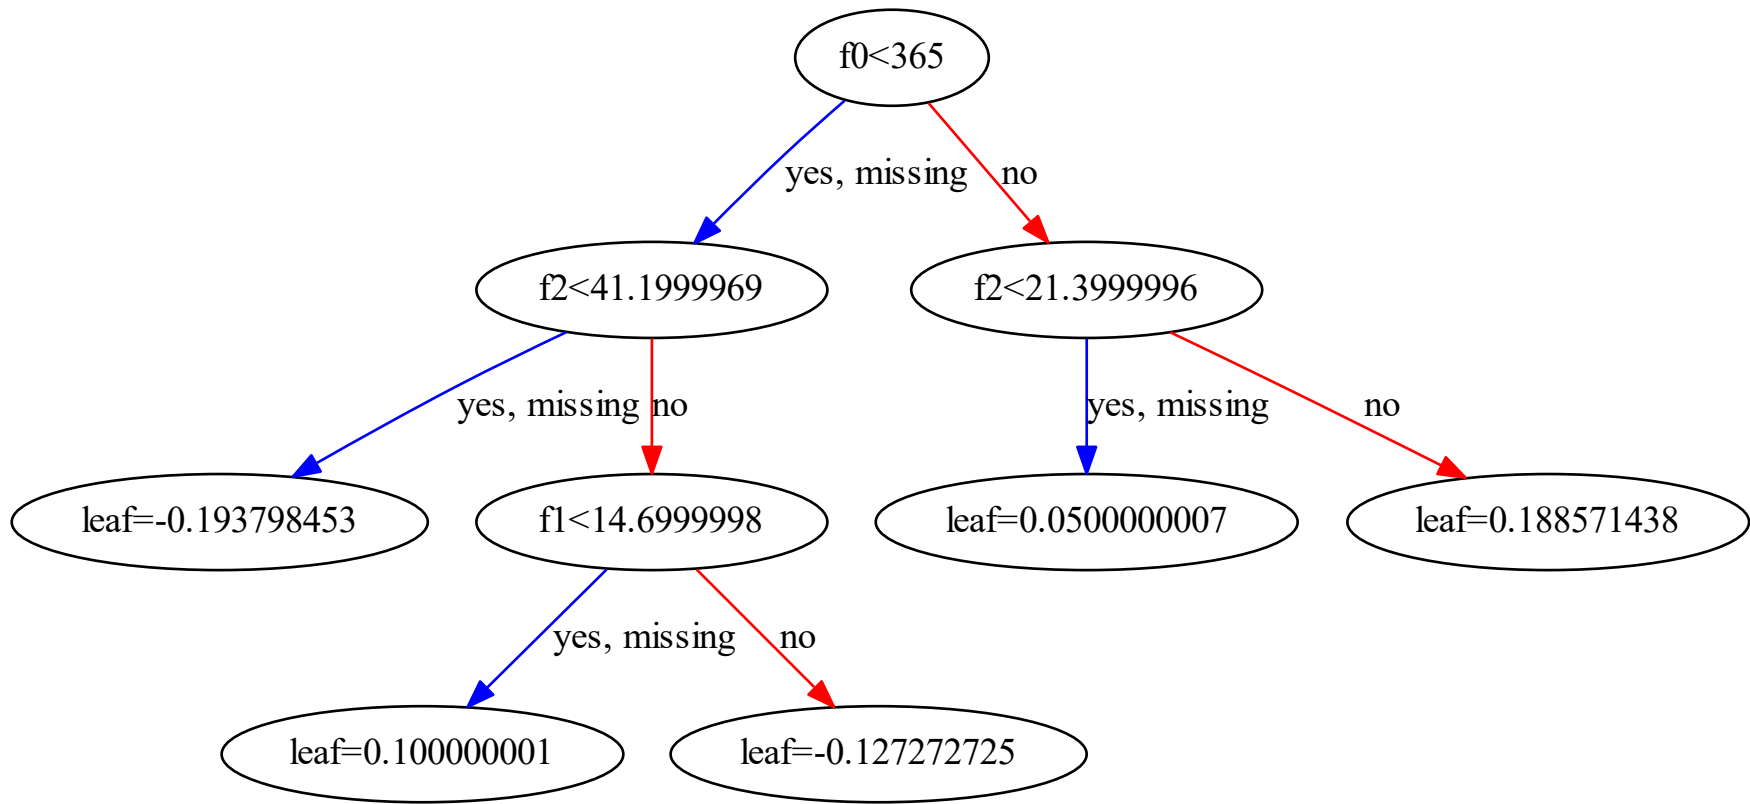 f0<365
yes, missing
no
f2<41.1999969
f2<21.3999996
yes, missing
no
yes, missing
no
leaf=-0.193798453
f1<14.6999998
leaf=0.0500000007
leaf=0.188571438
yes, missing
no
leaf=0.100000001
leaf=-0.127272725